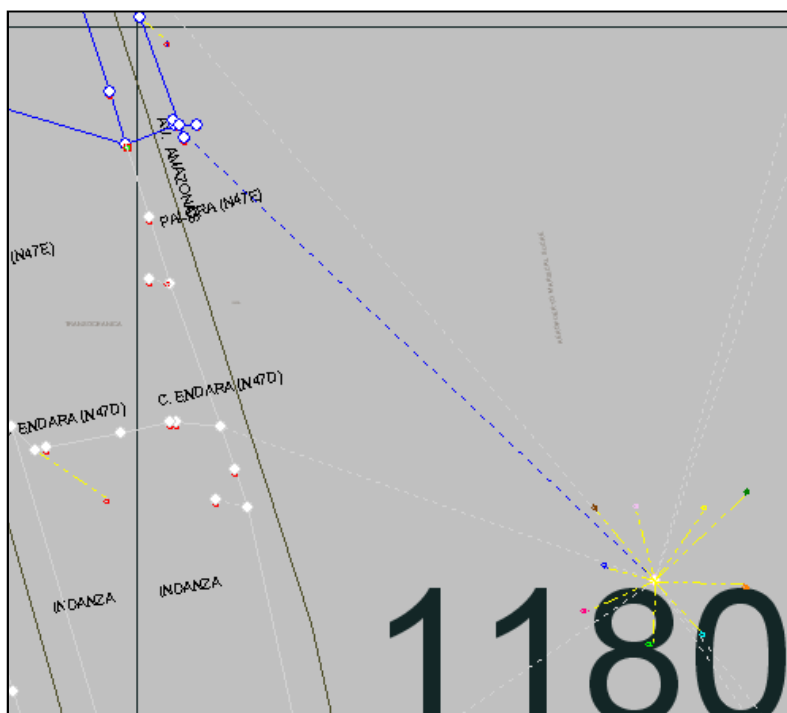 AV. AMAZONAS
PALORA (N47E)
(N47E)
C. ENDARA (N47D)
ENDARA (N47D)
INDANZA
INDANZA
1180